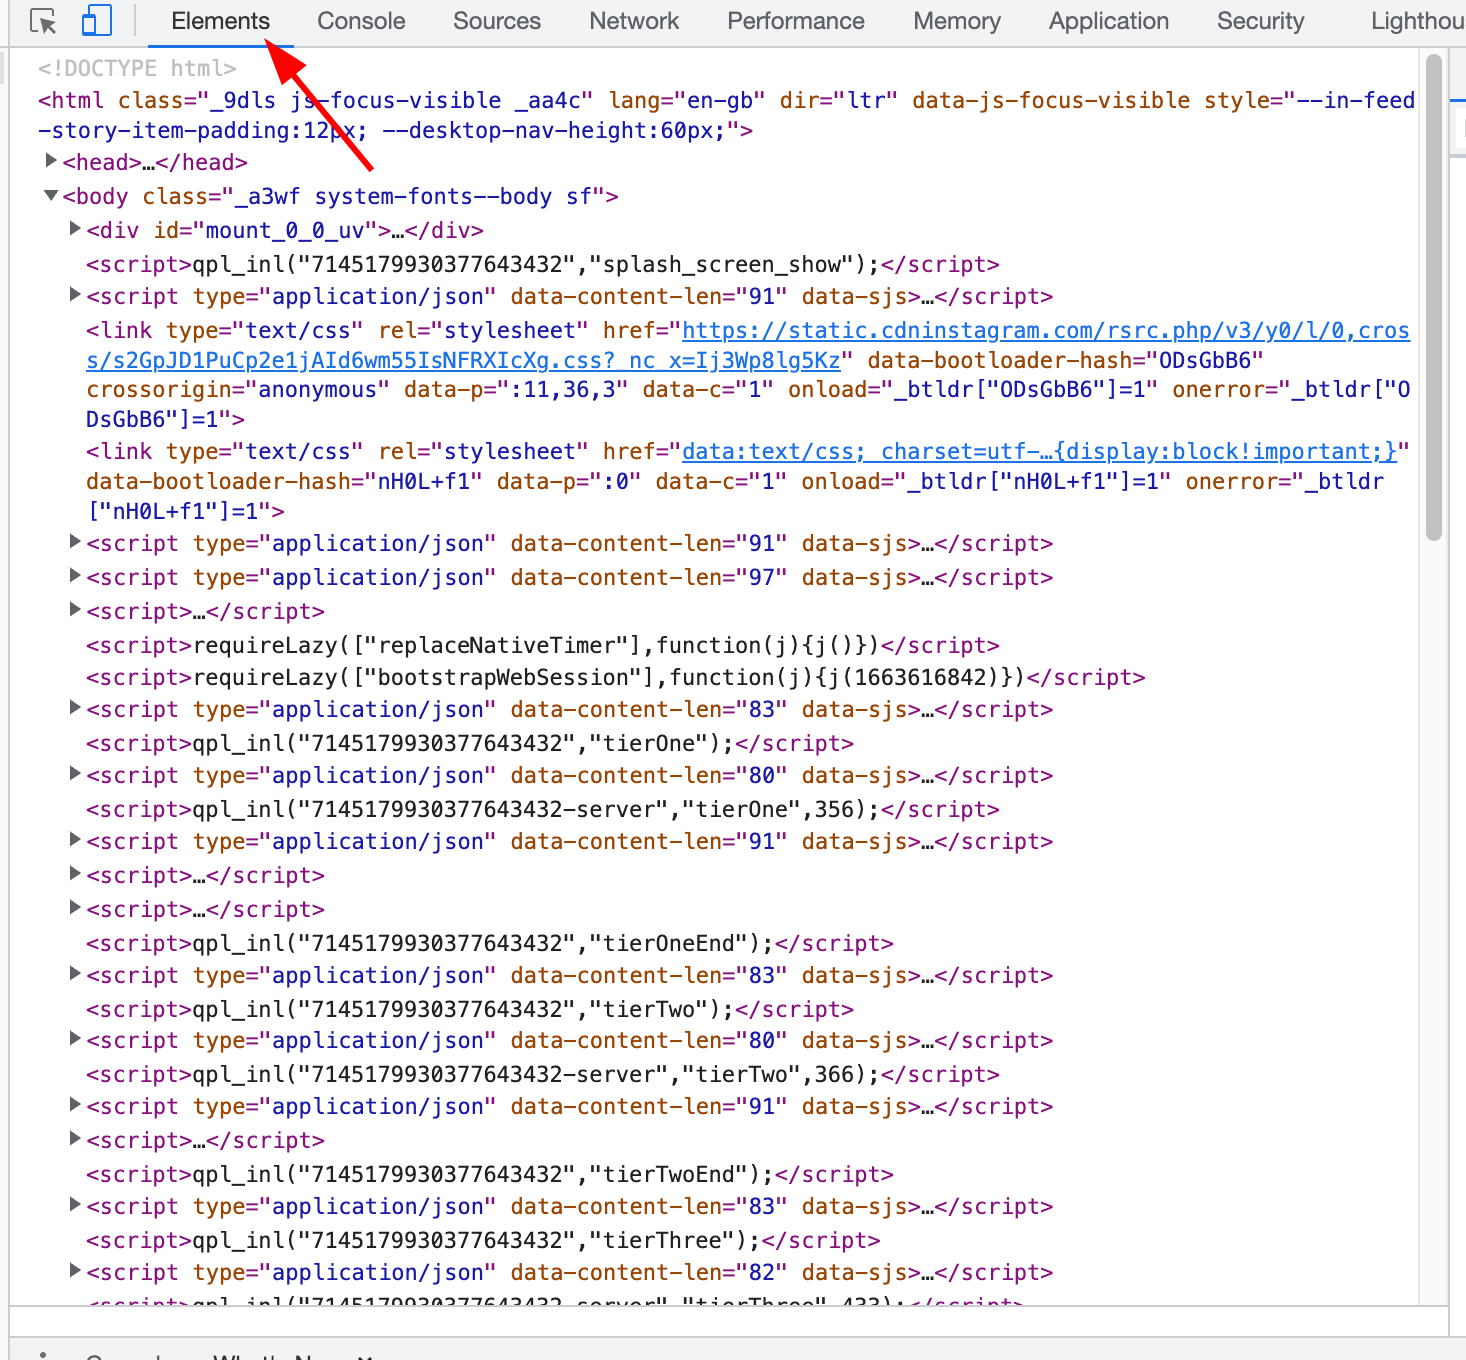 Elements Console Sources Network Performance Memory Application Security Lighthou
<!DOCTYPE html>
<html class="_9dls js-focus-visible _aa4c" lang="en-gb" dir="ltr" data-js-focus-visible style="--in-feed
-story-item-padding:12px; --desktop-nav-height:60px;">
<head>…</head>
<body class="_a3wf system-fonts--body sf">
<div id="mount_0_0_uv">…</div>
<script>qpl_inl("7145179930377643432","splash_screen_show");</script>
<script type="application/json" data-content-len="91" data-sjs>…</script>
<link type="text/css" rel="stylesheet" href="https://static.cdninstagram.com/rsrc.php/v3/y0/l/0,cros
s/s2GpJD1PuCp2e1jAId6wm55IsNFRXIcXg.css?_nc_x=Ij3Wp8lg5Kz" data-bootloader-hash="ODsGbB6"
crossorigin="anonymous" data-p=":11,36,3" data-c="1" onload="_btldr["ODsGbB6"]=1" onerror="_btldr["O
DsGbB6"]=1">
<link type="text/css" rel="stylesheet" href="data:text/css; charset=utf-…{display:block!important;}"
data-bootloader-hash="nH0L+f1" data-p=":0" data-c="1" onload="_btldr["nH0L+f1"]=1" onerror="_btldr
["nH0L+f1"]=1">
<script type="application/json" data-content-len="91" data-sjs>…</script>
<script type="application/json" data-content-len="97" data-sjs>…</script>
<script>…</script>
<script>requireLazy(["replaceNativeTimer"],function(j){j()})</script>
<script>requireLazy(["bootstrapWebSession"],function(j){j(1663616842)})</script>
<script type="application/json" data-content-len="83" data-sjs>…</script>
<script>qpl_inl("7145179930377643432","tierOne");</script>
<script type="application/json" data-content-len="80" data-sjs>…</script>
<script>qpl_inl("7145179930377643432-server","tierOne",356);</script>
<script type="application/json" data-content-len="91" data-sjs>…</script>
<script>…</script>
<script>…</script>
<script>qpl_inl("7145179930377643432","tierOneEnd");</script>
<script type="application/json" data-content-len="83" data-sjs>…</script>
<script>qpl_inl("7145179930377643432","tierTwo");</script>
<script type="application/json" data-content-len="80" data-sjs>…</script>
<script>qpl_inl("7145179930377643432-server","tierTwo",366);</script>
<script type="application/json" data-content-len="91" data-sjs>…</script>
<script>…</script>
<script>qpl_inl("7145179930377643432","tierTwoEnd");</script>
<script type="application/json" data-content-len="83" data-sjs>…</script>
<script>qpl_inl("7145179930377643432","tierThree");</script>
<script type="application/json" data-content-len="82" data-sjs>…</script>
<script>qpl_inl("7145179930377643432-server","tierThree",433);</script>